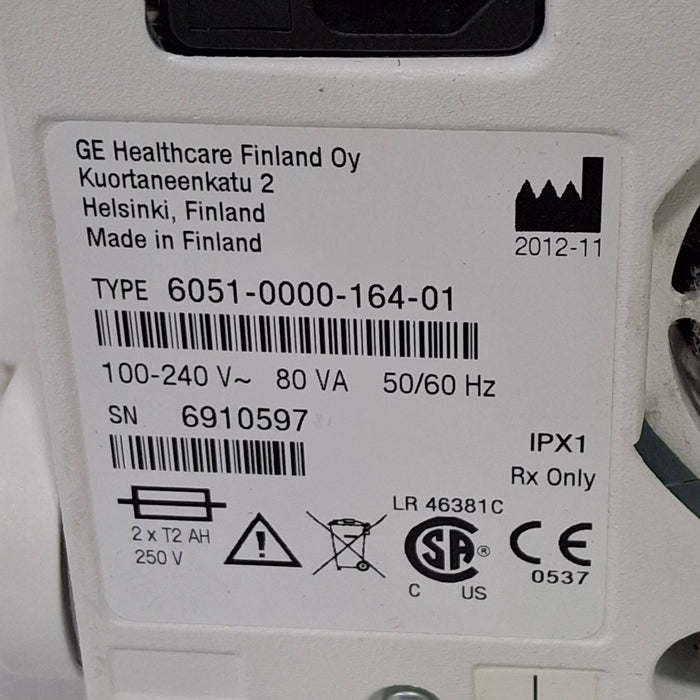 GE Healthcare Finland Oy
Kuortaneenkatu 2
Helsinki, Finland
Made in Finland
2012-11
TYPE 6051-0000-164-01
100-240 V~ 80 VA 50/60 Hz
SN 6910597
IPX1
Rx Only
LR 46381C
2 x T2 AH
250 V
SA ®
C US
CE
0537